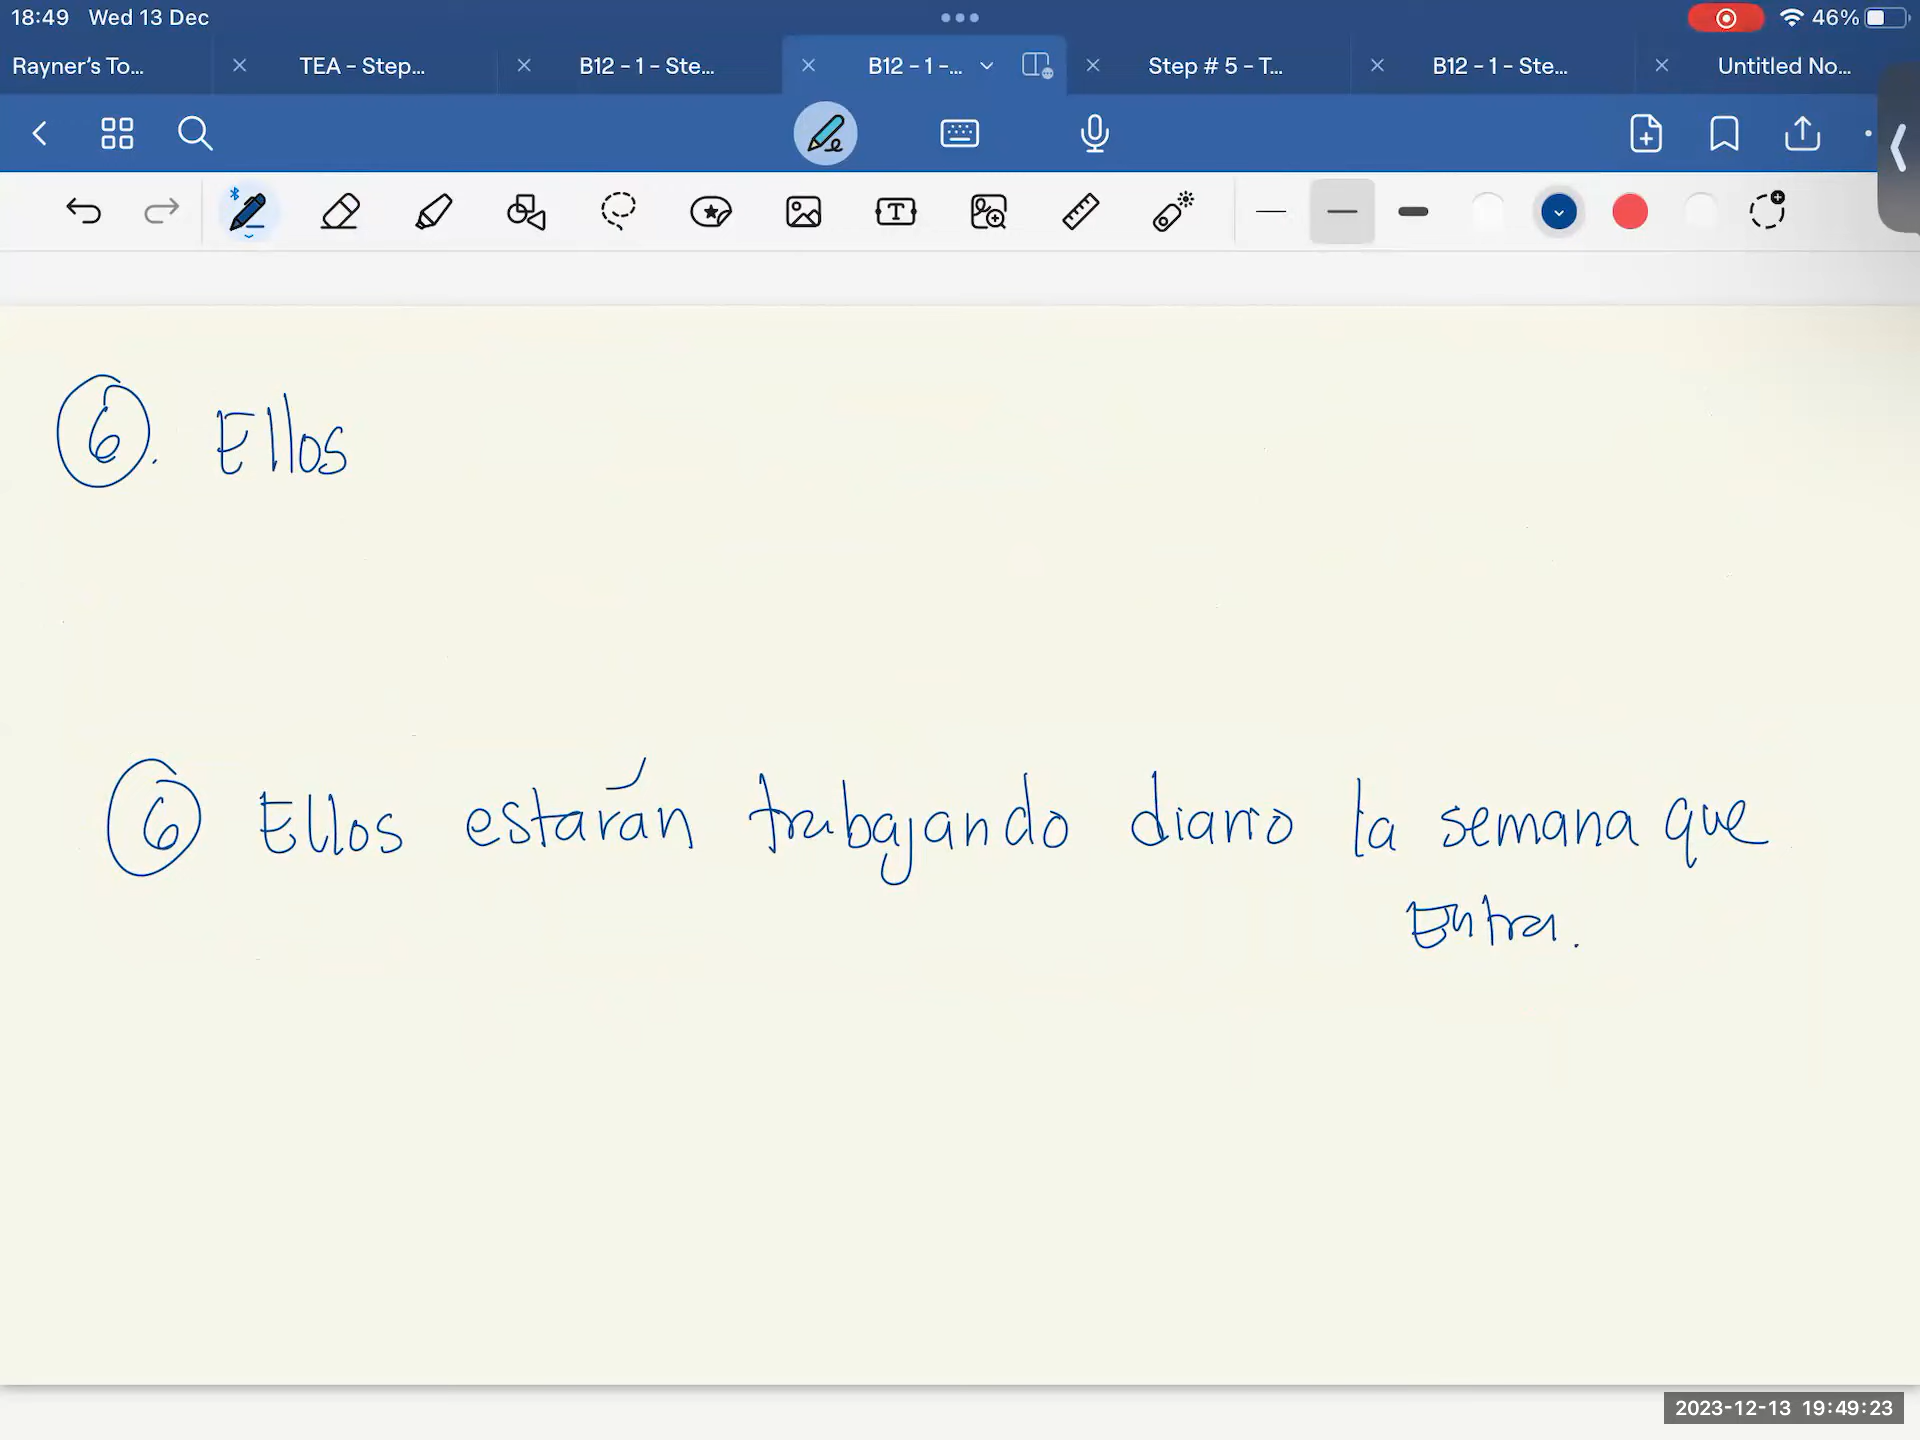 18:49 Wed 13 Dec
46%
Rayner's To...
TEA - Step...
B12 - 1 - Ste...
B12 - 1 -...
Step # 5 - T...
B12 - 1 - Ste...
Untitled No...
6. Ellos
6 Ellos estarán trabajando diario la semana que
Entra.
2023-12-13 19:49:23